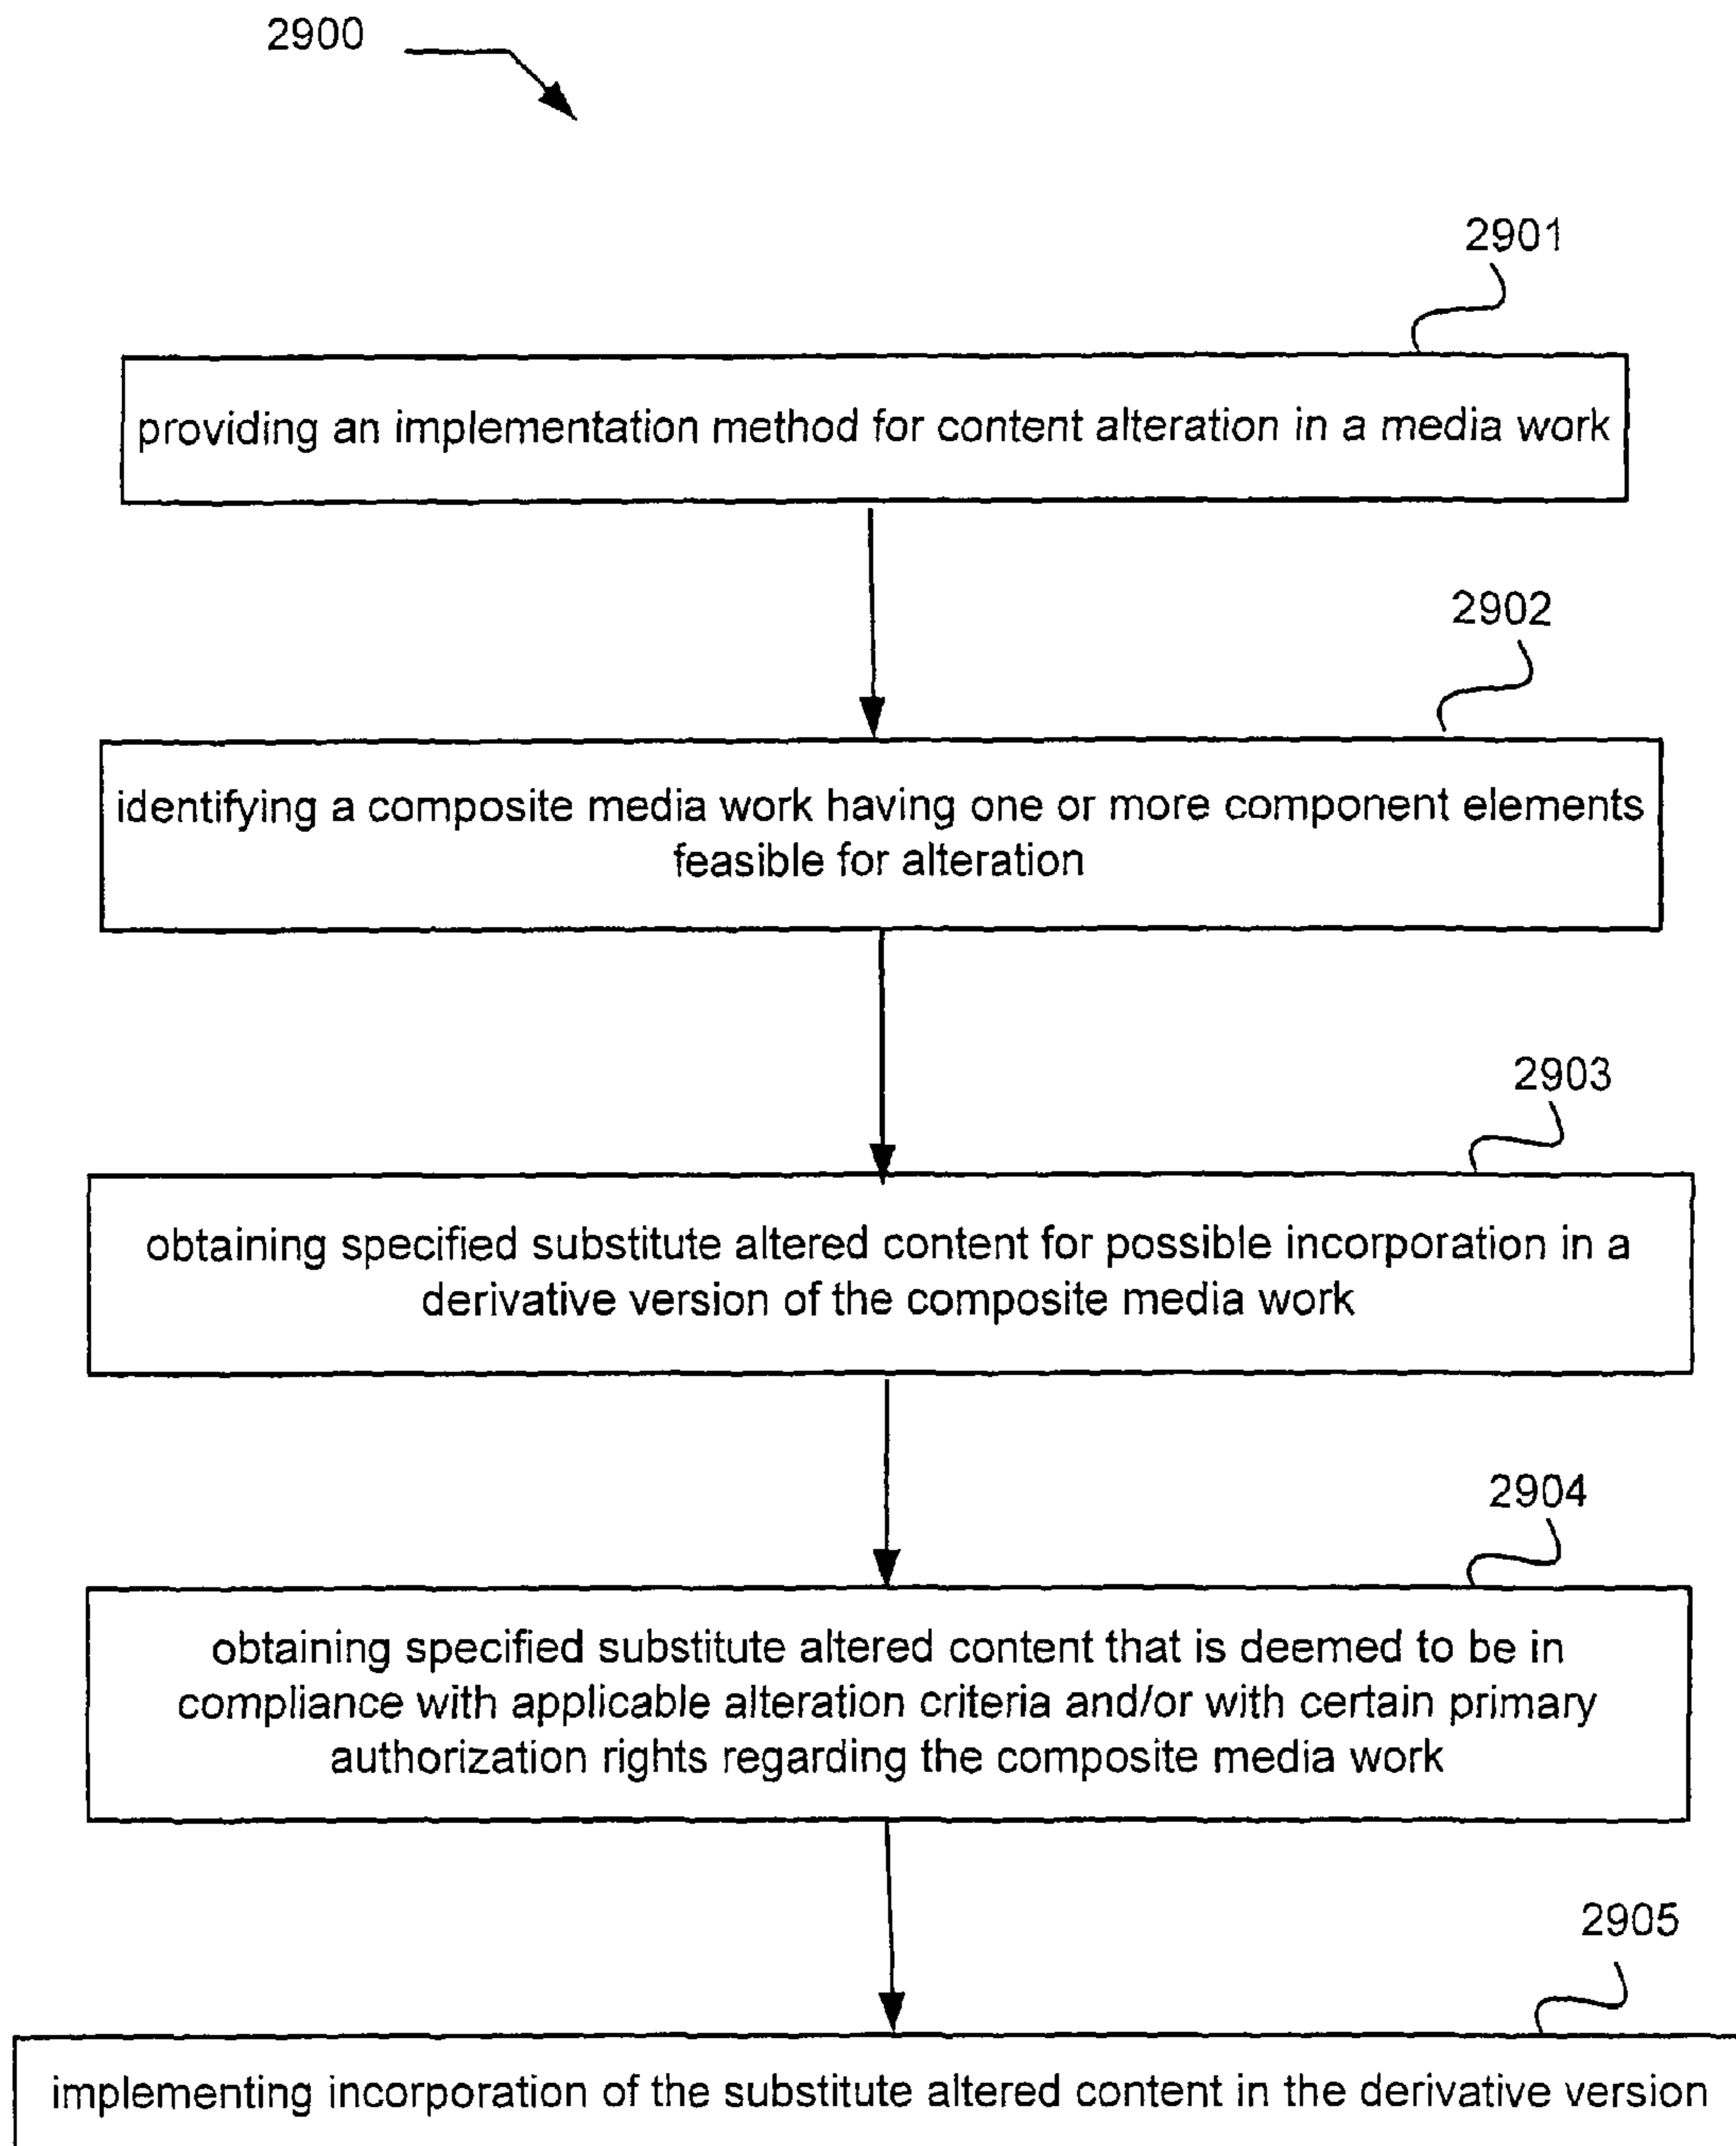 2900
2901
providing an implementation method for content alteration in a media work
2902
identifying a composite media work having one or more component elements
feasible for alteration
2903
obtaining specified substitute altered content for possible incorporation in a
derivative version of the composite media work
2904
obtaining specified substitute altered content that is deemed to be in
compliance with applicable alteration criteria and/or with certain primary
authorization rights regarding the composite media work
2905
implementing incorporation of the substitute altered content in the derivative version